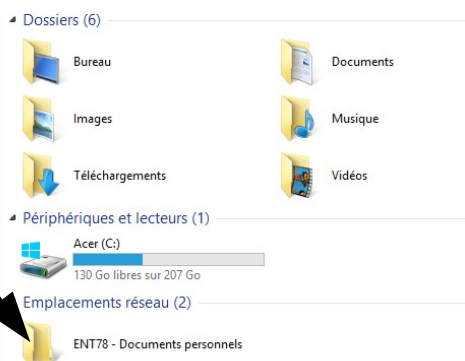 Dossiers (6)
Bureau
Documents
Images
Musique
Téléchargements
Vidéos
Périphériques et lecteurs (1)
Acer (C:)
130 Go libres sur 207 Go
Emplacements réseau (2)
ENT78 - Documents personnels